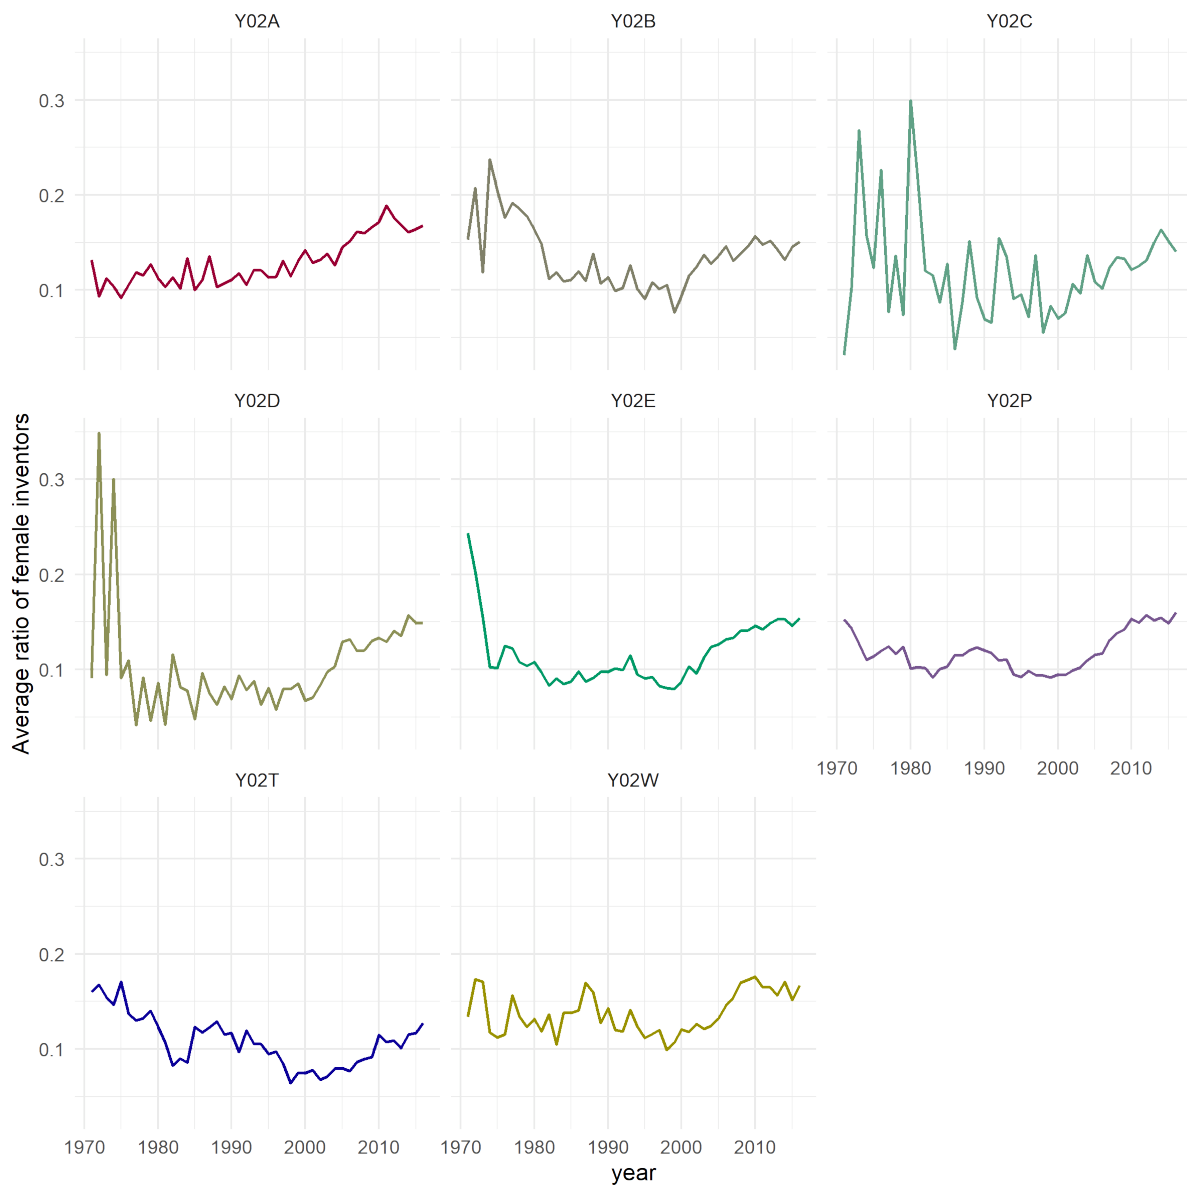 Y02A Y02B Y02C
0.3
0.2
0.1
Y02D Y02E Y02P
Average ratio of female inventors
0.3
0.2
0.1
1970 1980 1990 2000 2010
Y02T Y02W
0.3
0.2
0.1
1970 1980 1990 2000 2010 1970 1980 1990 2000 2010
year